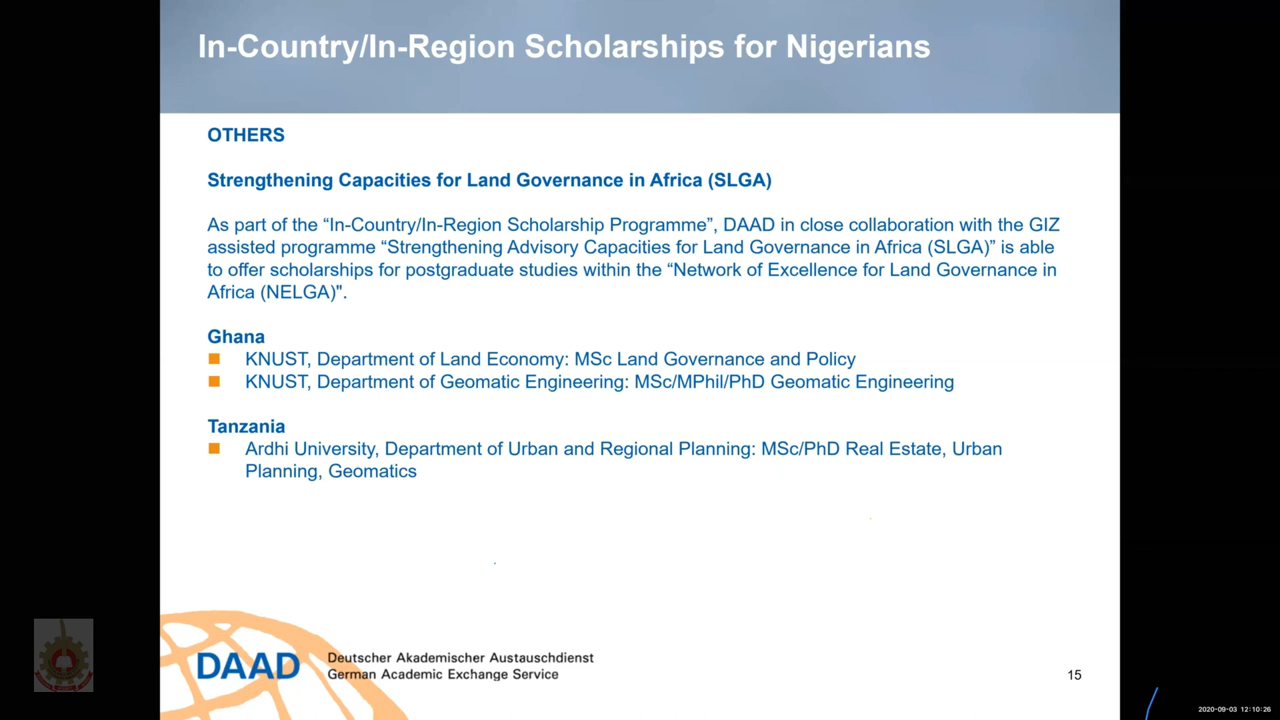 In-Country/In-Region Scholarships for Nigerians
OTHERS
Strengthening Capacities for Land Governance in Africa (SLGA)
As part of the “In-Country/In-Region Scholarship Programme”, DAAD in close collaboration with the GIZ
assisted programme “Strengthening Advisory Capacities for Land Governance in Africa (SLGA)” is able
to offer scholarships for postgraduate studies within the “Network of Excellence for Land Governance in
Africa (NELGA)".
Ghana
KNUST, Department of Land Economy: MSc Land Governance and Policy
KNUST, Department of Geomatic Engineering: MSc/MPhil/PhD Geomatic Engineering
Tanzania
Ardhi University, Department of Urban and Regional Planning: MSc/PhD Real Estate, Urban
Planning, Geomatics
DAAD
Deutscher Akademischer Austauschdienst
German Academic Exchange Service
15
2020-09-03 12:10:26